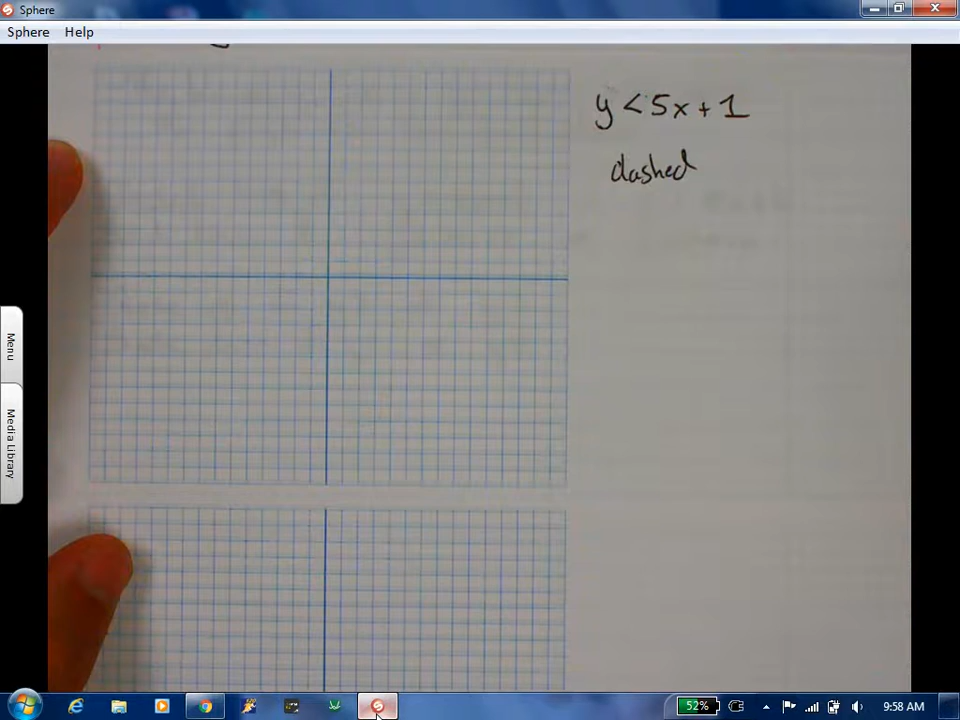 Sphere
Sphere Help
y < 5x + 1
dashed
Menu
Media Library
52%
9:58 AM